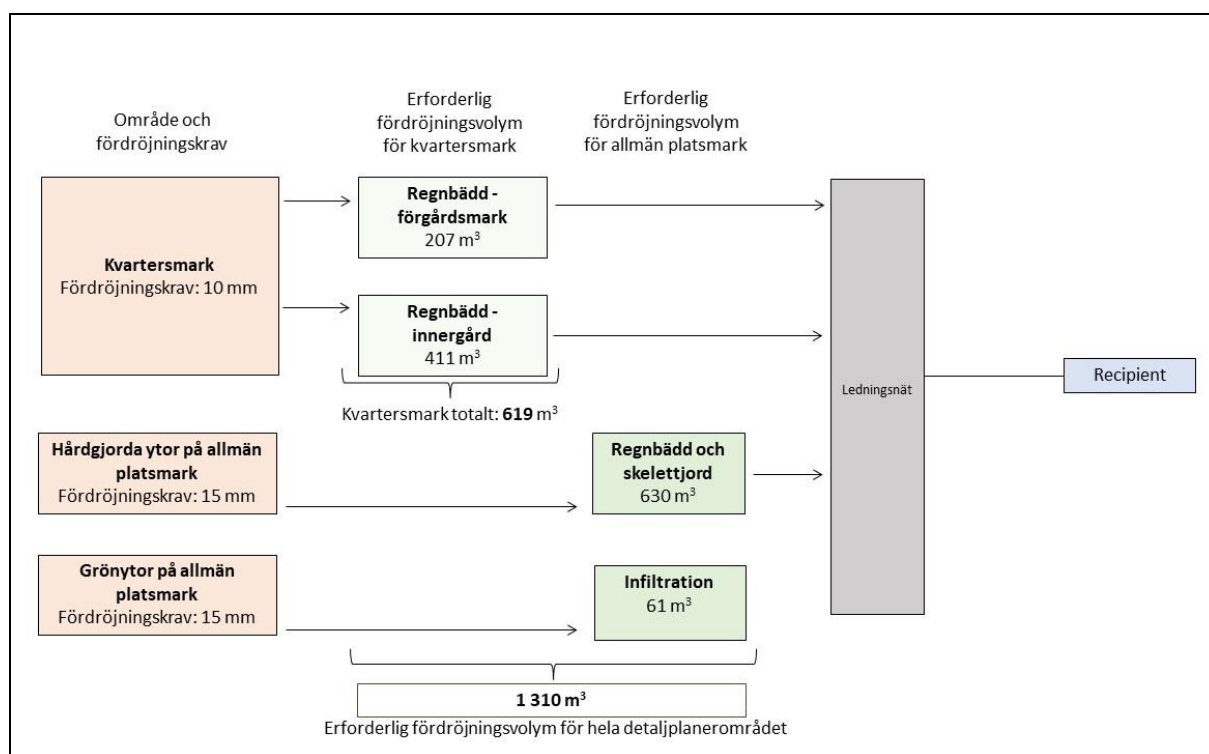 Område och
fördröjningskrav
Erforderlig
fördröjningsvolym
för kvartersmark
Erforderlig
fördröjningsvolym
för allmän platsmark
Kvartersmark
Fördröjningskrav: 10 mm
Regnbädd -
förgårdsmark
207 m³
Regnbädd -
innergård
411 m³
Kvartersmark totalt: 619 m³
Ledningsnät
Recipient
Hårdgjorda ytor på allmän
platsmark
Fördröjningskrav: 15 mm
Regnbädd och
skelettjord
630 m³
Grönytor på allmän
platsmark
Fördröjningskrav: 15 mm
Infiltration
61 m³
1 310 m³
Erforderlig fördröjningsvolym för hela detaljplanerområdet